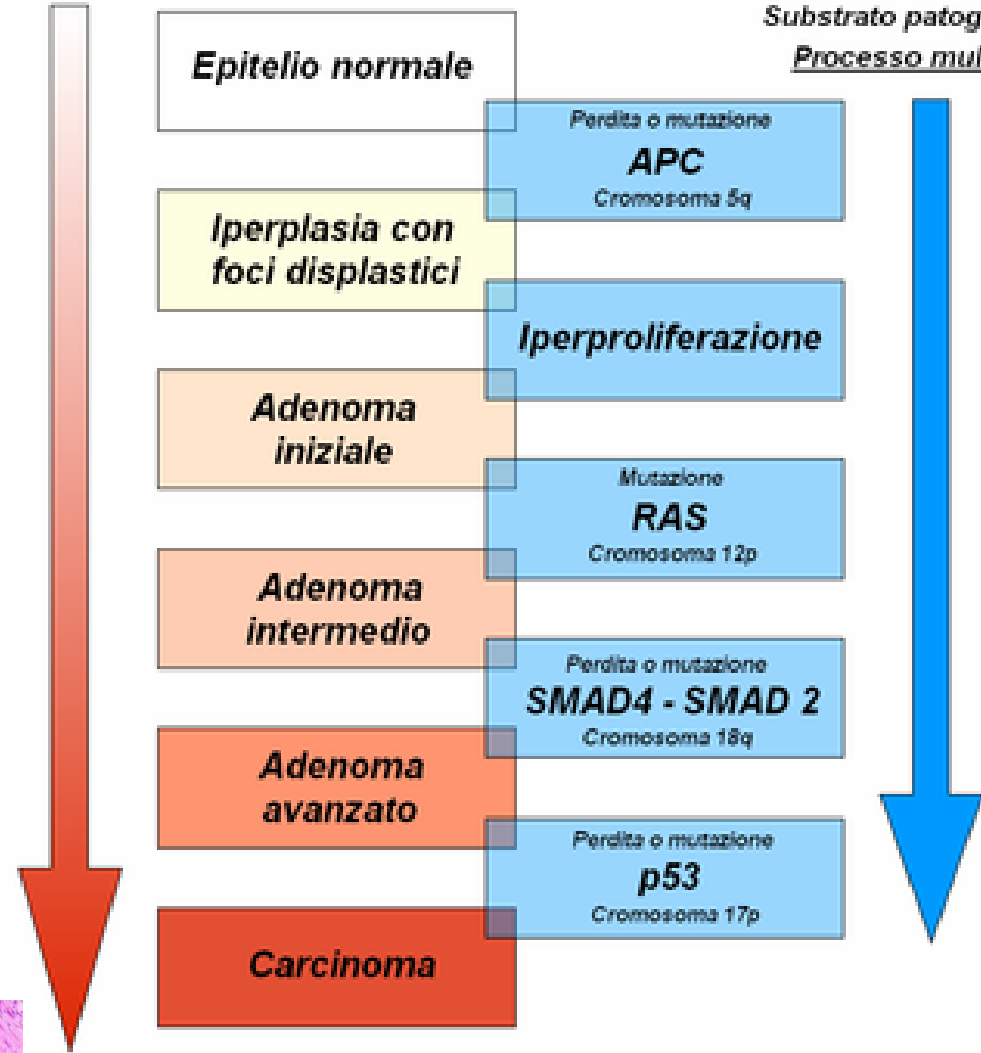 Substrato patog
Processo mul
Epitelio normale
Perdita o mutazione
APC
Cromosoma 5q
Iperplasia con
foci displastici
Iperproliferazione
Adenoma
iniziale
Mutazione
RAS
Cromosoma 12p
Adenoma
intermedio
Perdita o mutazione
SMAD4 - SMAD 2
Cromosoma 18q
Adenoma
avanzato
Perdita o mutazione
p53
Cromosoma 17p
Carcinoma